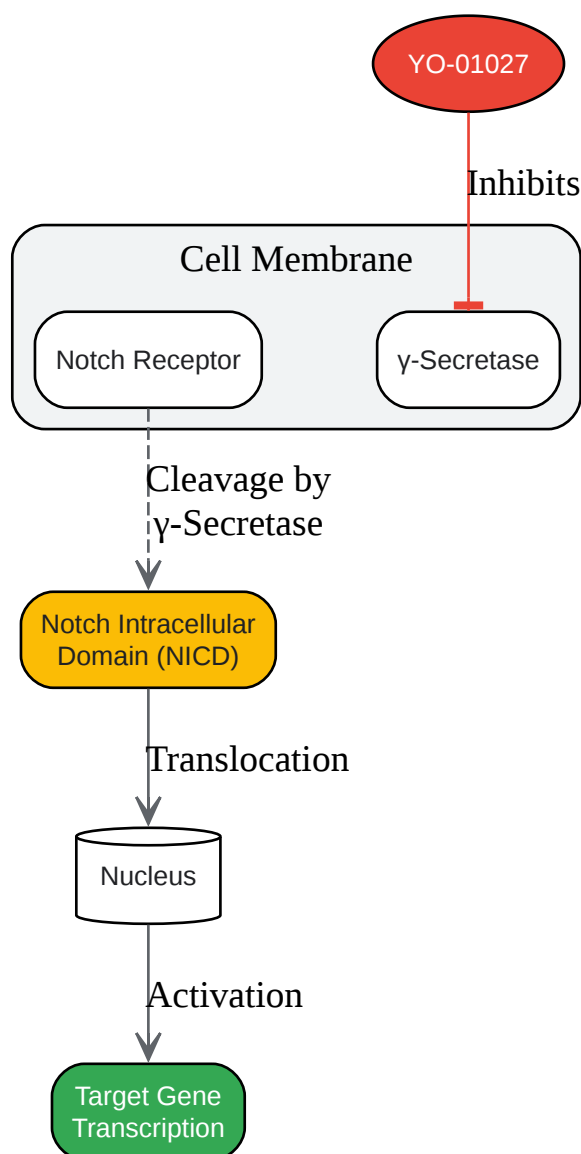 YO-01027
Inhibits
Cell Membrane
Notch Receptor
γ-Secretase
Cleavage by
γ-Secretase
Notch Intracellular
Domain (NICD)
Translocation
Nucleus
Activation
Target Gene
Transcription